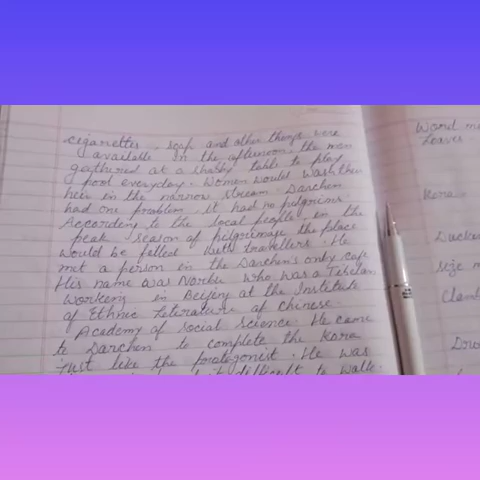 cigarettes, soap and other things were
available in the afternoon. the men
gathered at a shabby table to play
pool everyday. Women would wash their
heir in the narrow stream. Darchen
had one problem. it had no pilgrims
According to the local people in the
peak season of pilgrimage the place
would be filled with travellers. He
met a person in the Darchen's only cafe
His name was Norbu Who was a Tibetan
Working in Beijing at the Institute
of Ethnic Literature of Chinese
Academy of Social Science. He came
to Darchen to complete the Kora
Just like the protagonist. He was
difficult to walk
Word
Leaves
Kora
Size